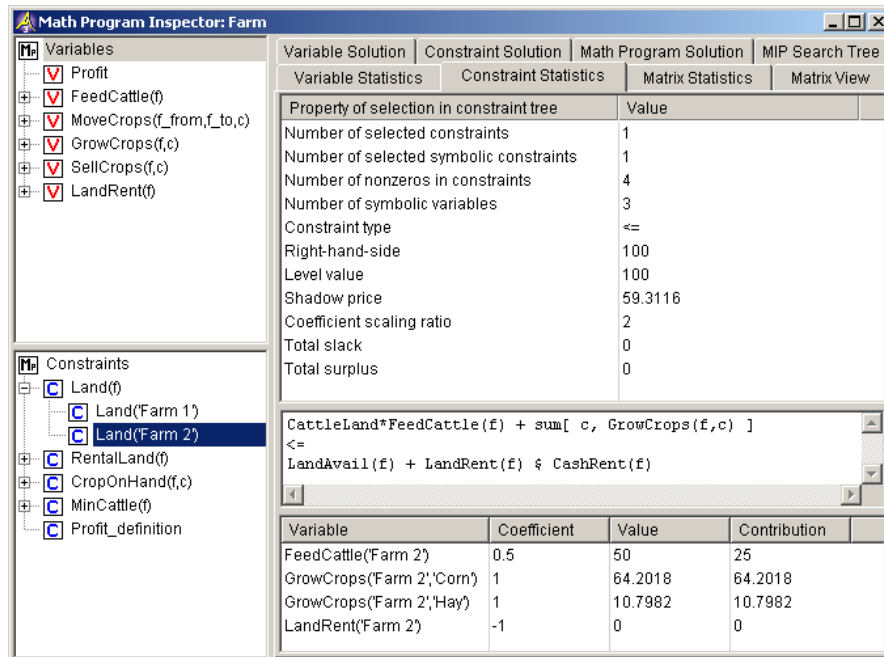 Math Program Inspector: Farm
Variables
Profit
FeedCattle(f)
MoveCrops(f_from,f_to,c)
GrowCrops(f,c)
SellCrops(f,c)
LandRent(f)
Constraints
Land(f)
Land('Farm 1')
Land('Farm 2')
RentalLand(f)
CropOnHand(f,c)
MinCattle(f)
Profit_definition
Variable Solution Constraint Solution Math Program Solution MIP Search Tree
Variable Statistics Constraint Statistics Matrix Statistics Matrix View
Property of selection in constraint tree Value
Number of selected constraints 1
Number of selected symbolic constraints 1
Number of nonzeros in constraints 4
Number of symbolic variables 3
Constraint type <=
Right-hand-side 100
Level value 100
Shadow price 59.3116
Coefficient scaling ratio 2
Total slack 0
Total surplus 0
CattleLand*FeedCattle(f) + sum[ c, GrowCrops(f,c) ]
<=
LandAvail(f) + LandRent(f) $ CashRent(f)
Variable Coefficient Value Contribution
FeedCattle('Farm 2') 0.5 50 25
GrowCrops('Farm 2','Corn') 1 64.2018 64.2018
GrowCrops('Farm 2','Hay') 1 10.7982 10.7982
LandRent('Farm 2') -1 0 0